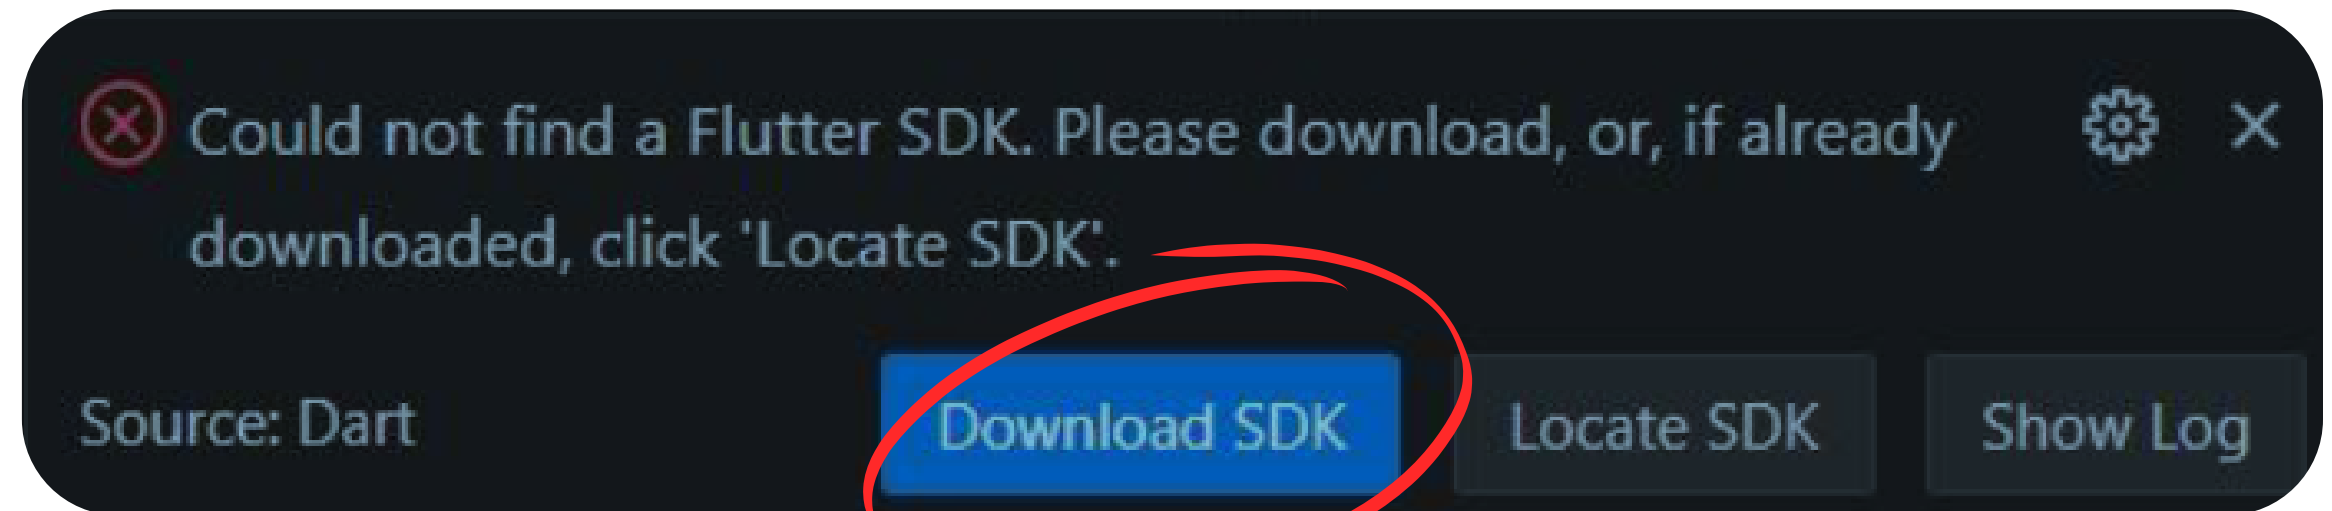 Could not find a Flutter SDK. Please download, or, if already
downloaded, click 'Locate SDK'.
Source: Dart
Download SDK
Locate SDK
Show Log